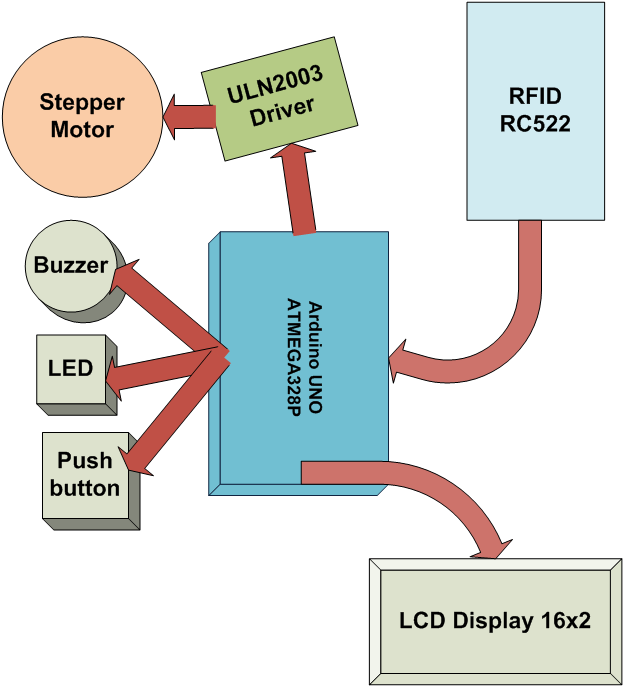 Stepper
Motor
ULN2003
Driver
RFID
RC522
Buzzer
LED
Push
button
Arduino UNO
ATMEGA328P
LCD Display 16x2